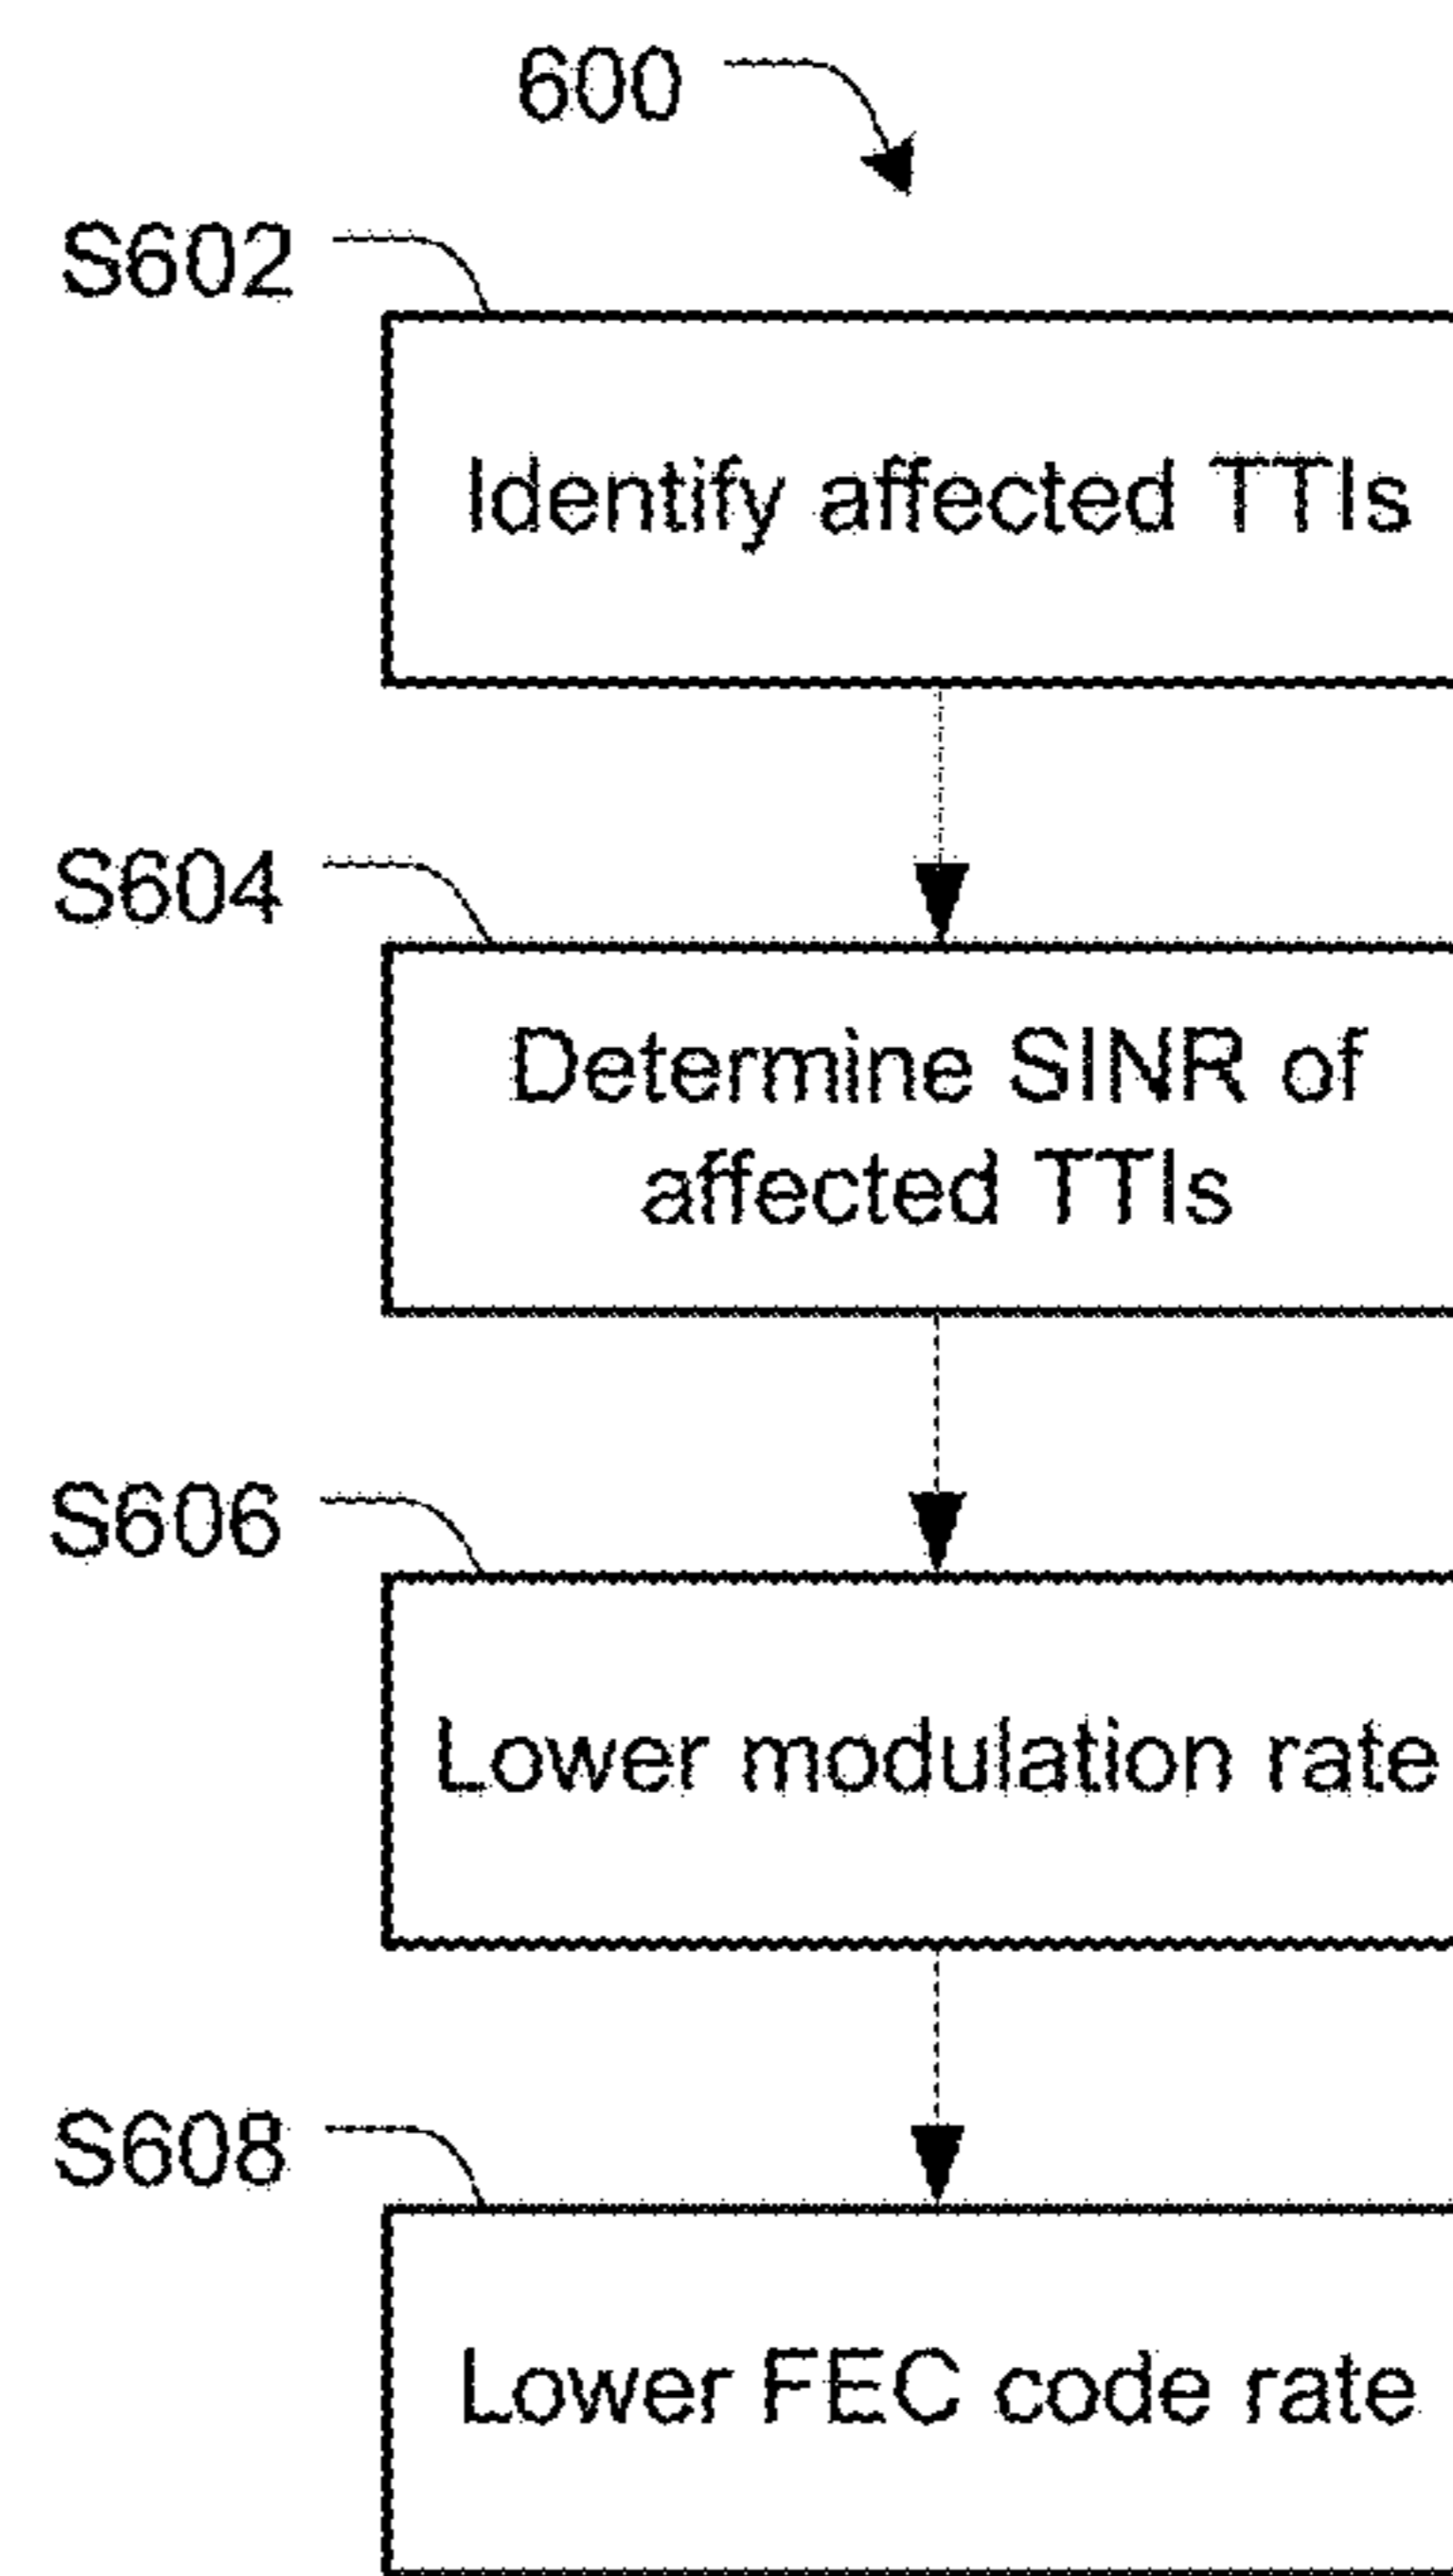 600
S602
Identify affected TTIs
S604
Determine SINR of
affected TTIs
S606
Lower modulation rate
S608
Lower FEC code rate